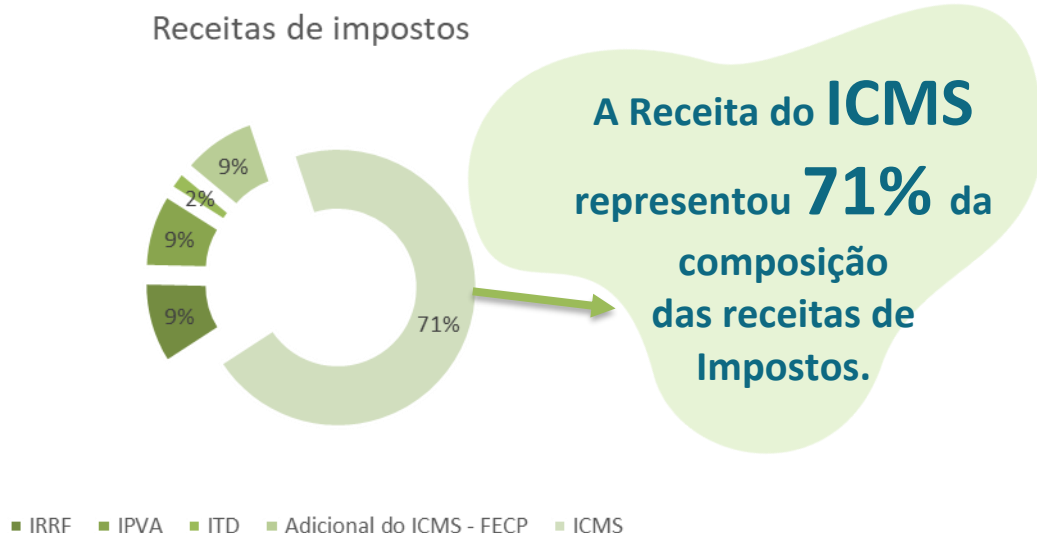 Receitas de impostos
9%
2%
9%
9%
71%
A Receita do ICMS
representou 71% da
composição
das receitas de
Impostos.
IRRF IPVA ITD Adicional do ICMS - FECP ICMS